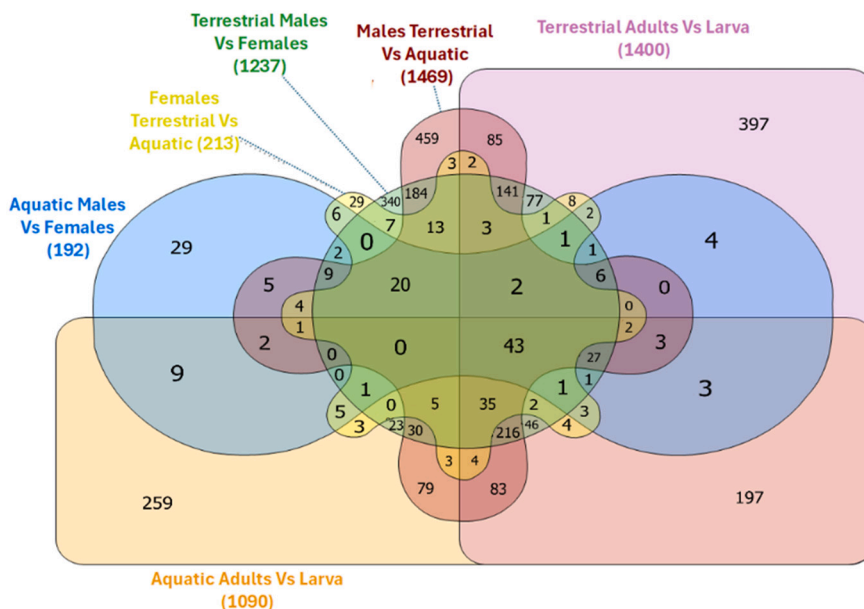 Terrestrial Males
Vs Females
(1237)
Males Terrestrial
Vs Aquatic
(1469)
Terrestrial Adults Vs Larva
(1400)
Females
Terrestrial Vs
Aquatic (213)
Aquatic Males
Vs Females
(192)
459 85 397
3 2
29 340 184 141 77 8
6 7 13 3 1 2
29 2 0 1 1 4
5 9 20 2 6 0
4 0
1 2
2 0 0 43 27 3
9 0 1 1 1 3
5 0 5 35 2 3
3 23 30 216 46 4
3 4
79 83
259 197
Aquatic Adults Vs Larva
(1090)